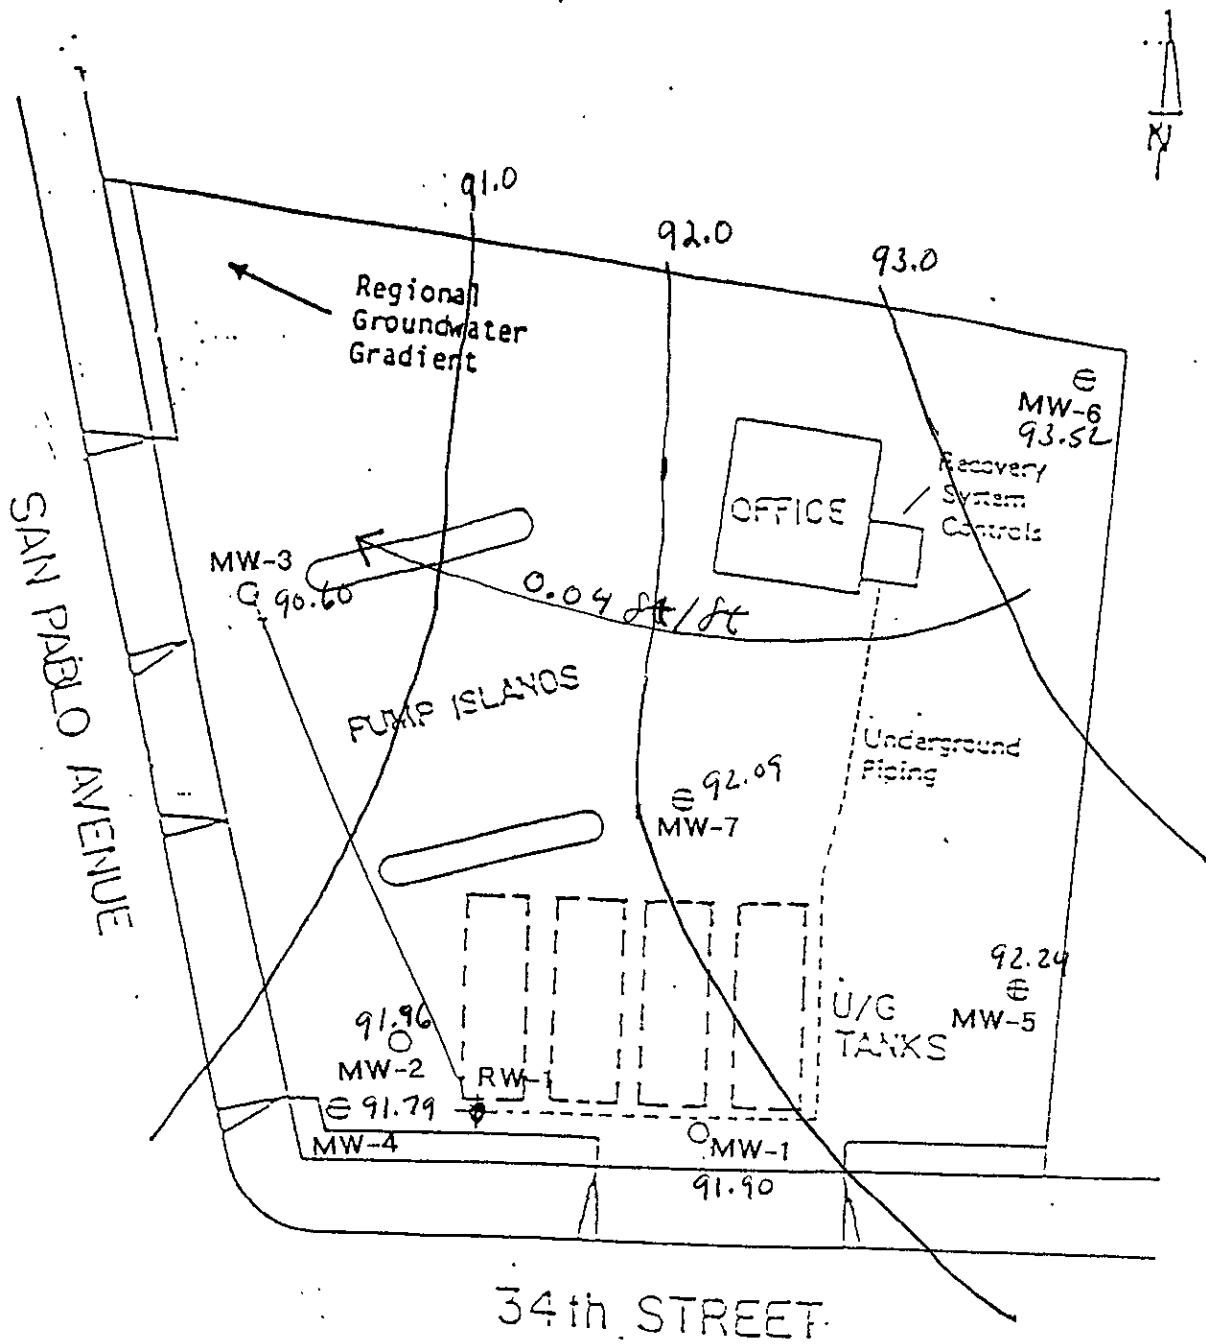 91.0
92.0
93.0
N
Regional
Groundwater
Gradient
MW-6
93.52
Recovery
System
Controls
OFFICE
MW-3
90.60
0.04 ft/ft
SAN PABLO AVENUE
PUMP ISLANDS
Underground
Piping
92.09
MW-7
92.24
MW-5
U/G
TANKS
91.96
MW-2
RW-1
91.79
MW-4
MW-1
91.90
34th STREET